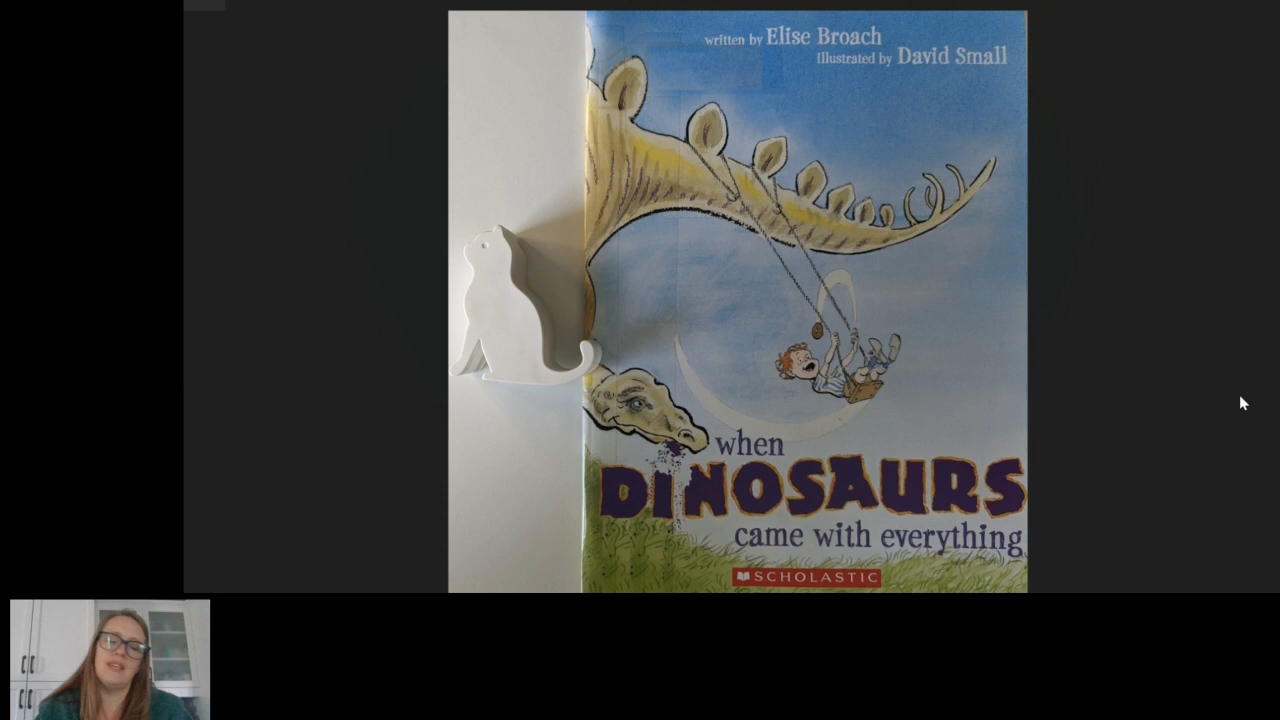 written by Elise Broach
Illustrated by David Small
when
DINOSAURS
came with everything
SCHOLASTIC